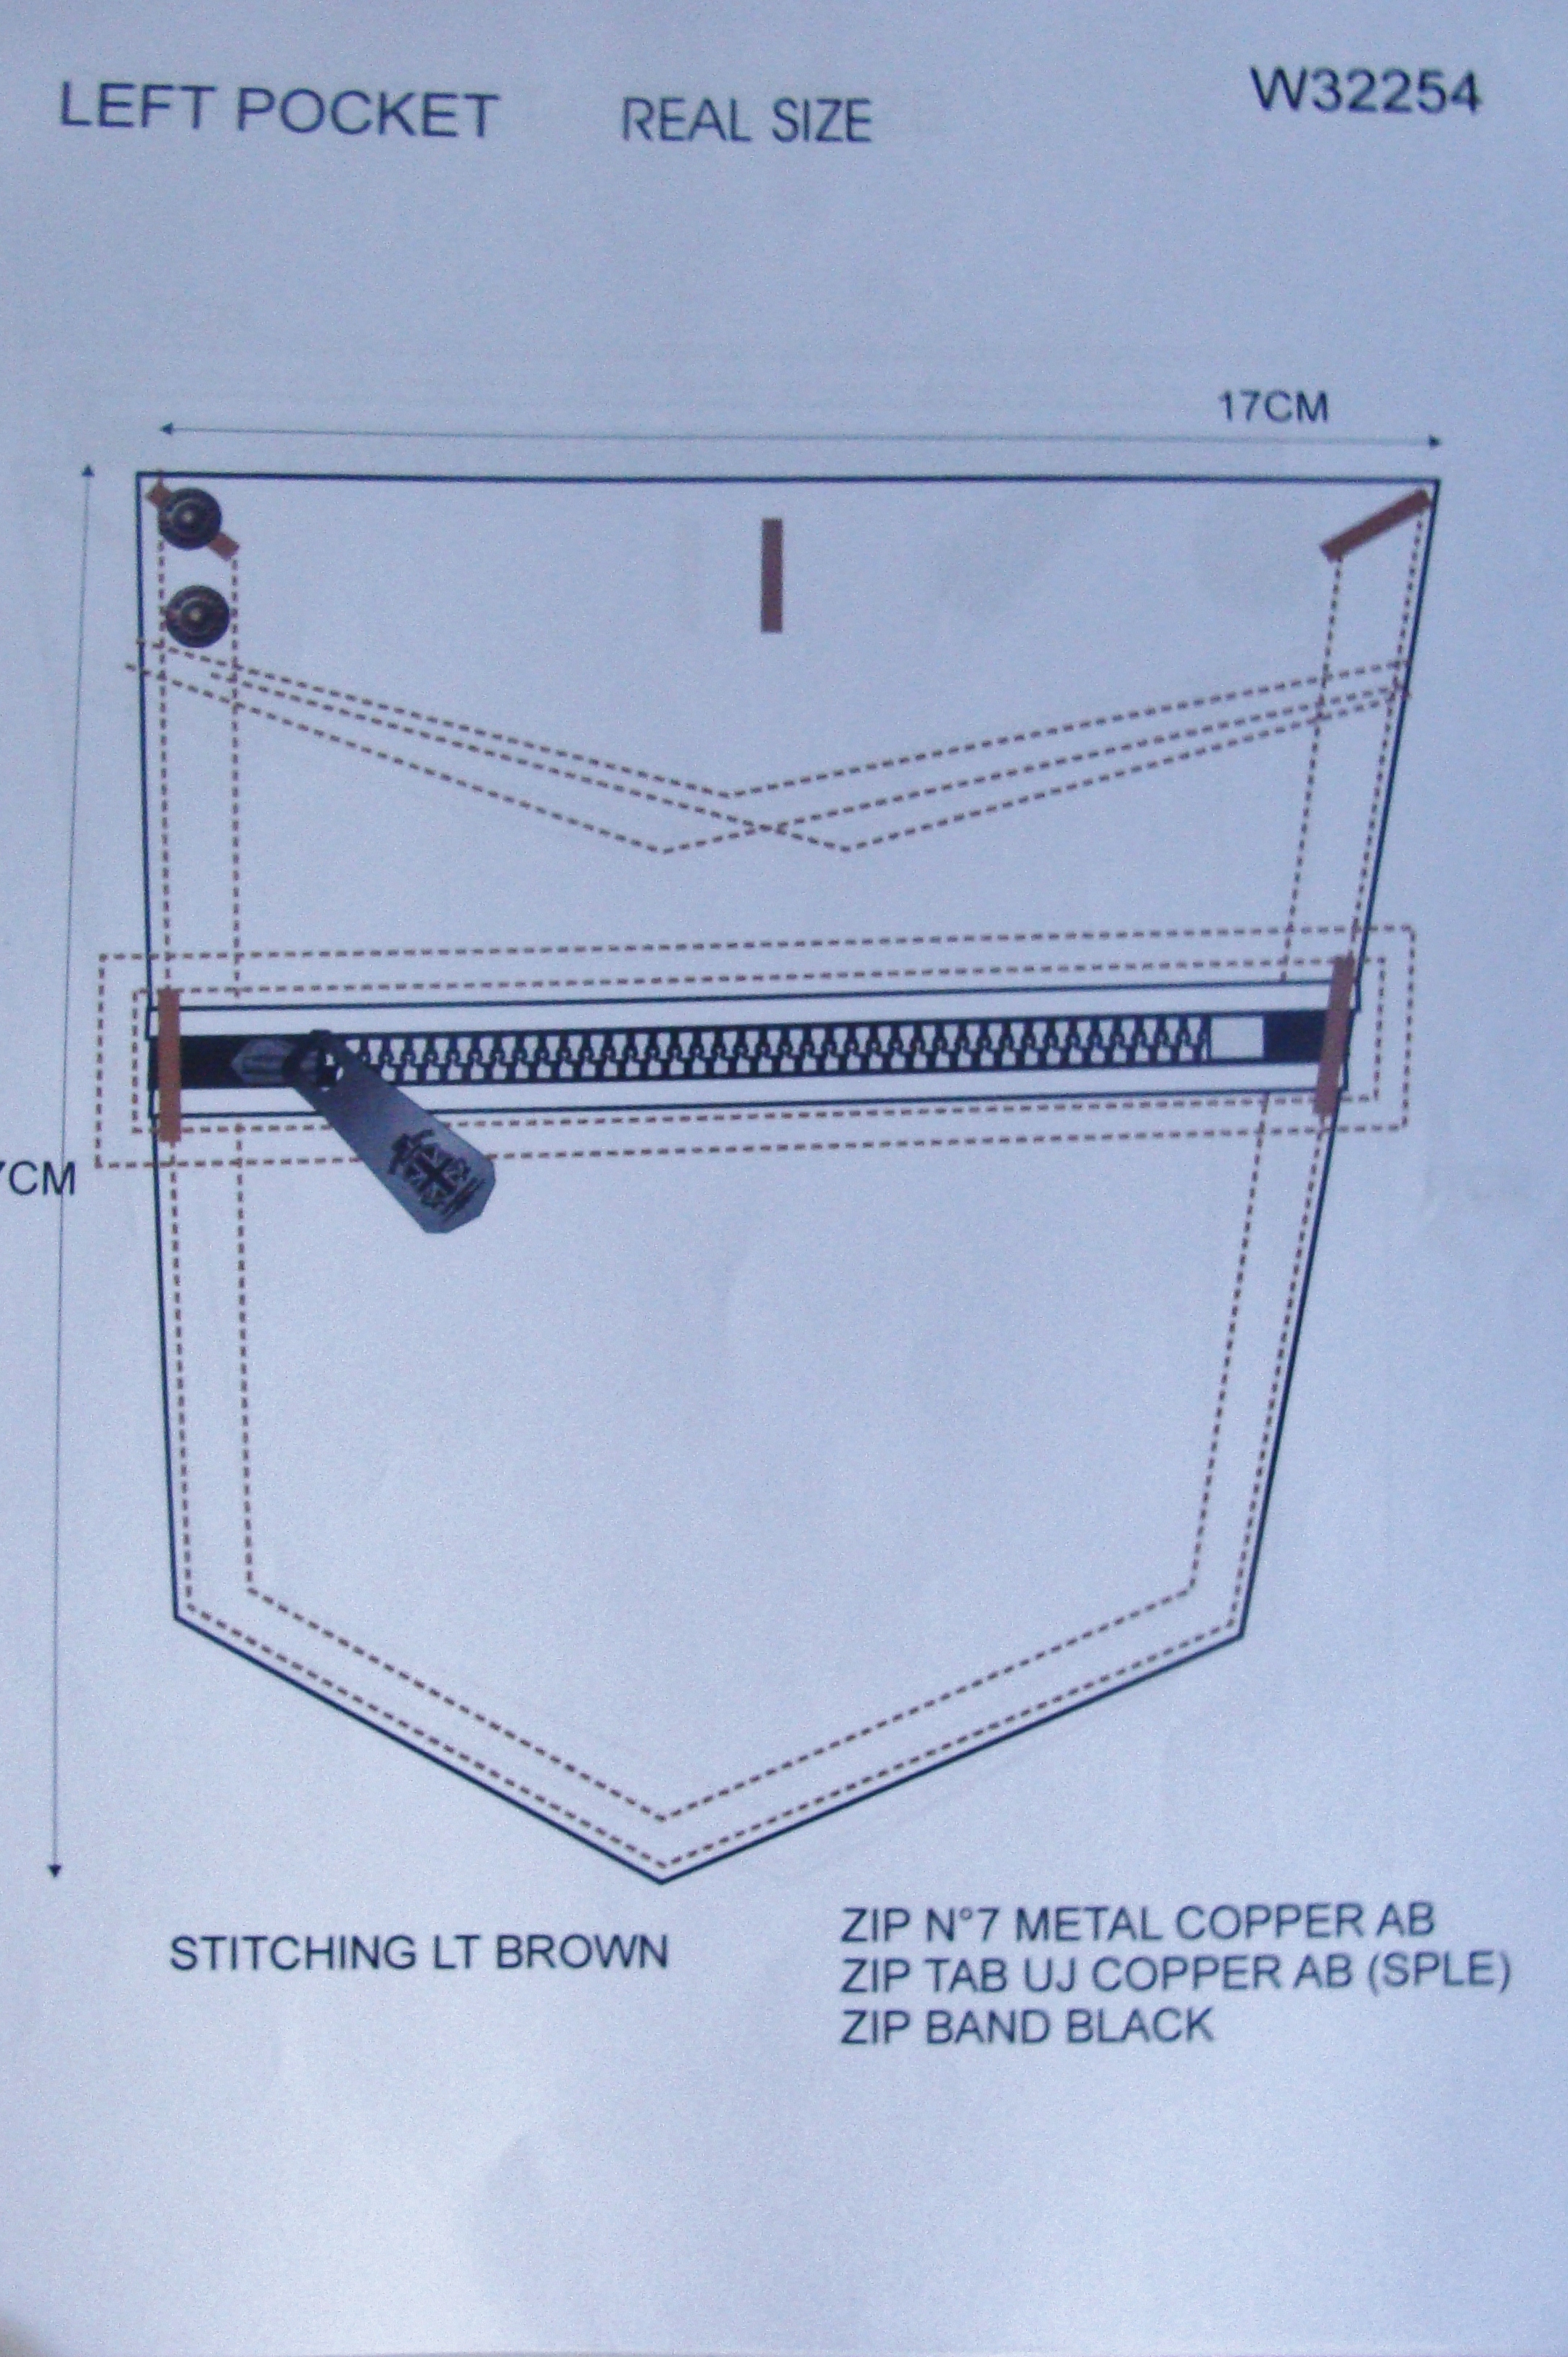 LEFT POCKET REAL SIZE W32254
17CM
7CM
STITCHING LT BROWN
ZIP N°7 METAL COPPER AB
ZIP TAB UJ COPPER AB (SPLE)
ZIP BAND BLACK